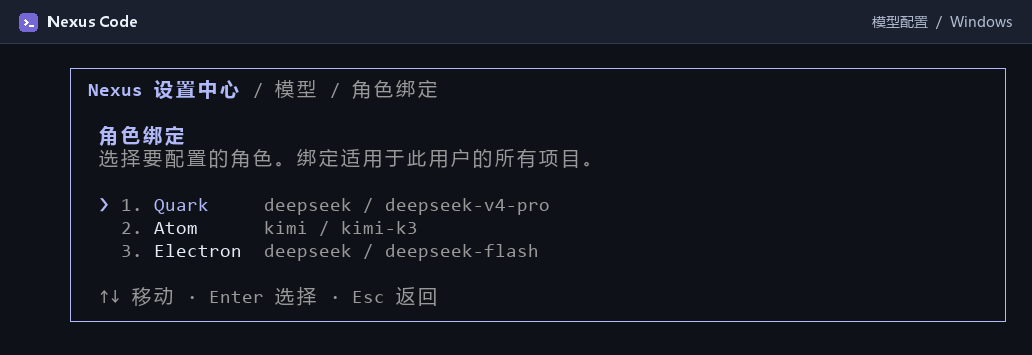 Nexus Code
模型配置 / Windows
Nexus 设置中心 / 模型 / 角色绑定
角色绑定
选择要配置的角色。绑定适用于此用户的所有项目。
❯ 1. Quark deepseek / deepseek-v4-pro
2. Atom kimi / kimi-k3
3. Electron deepseek / deepseek-flash
↑↓ 移动 · Enter 选择 · Esc 返回